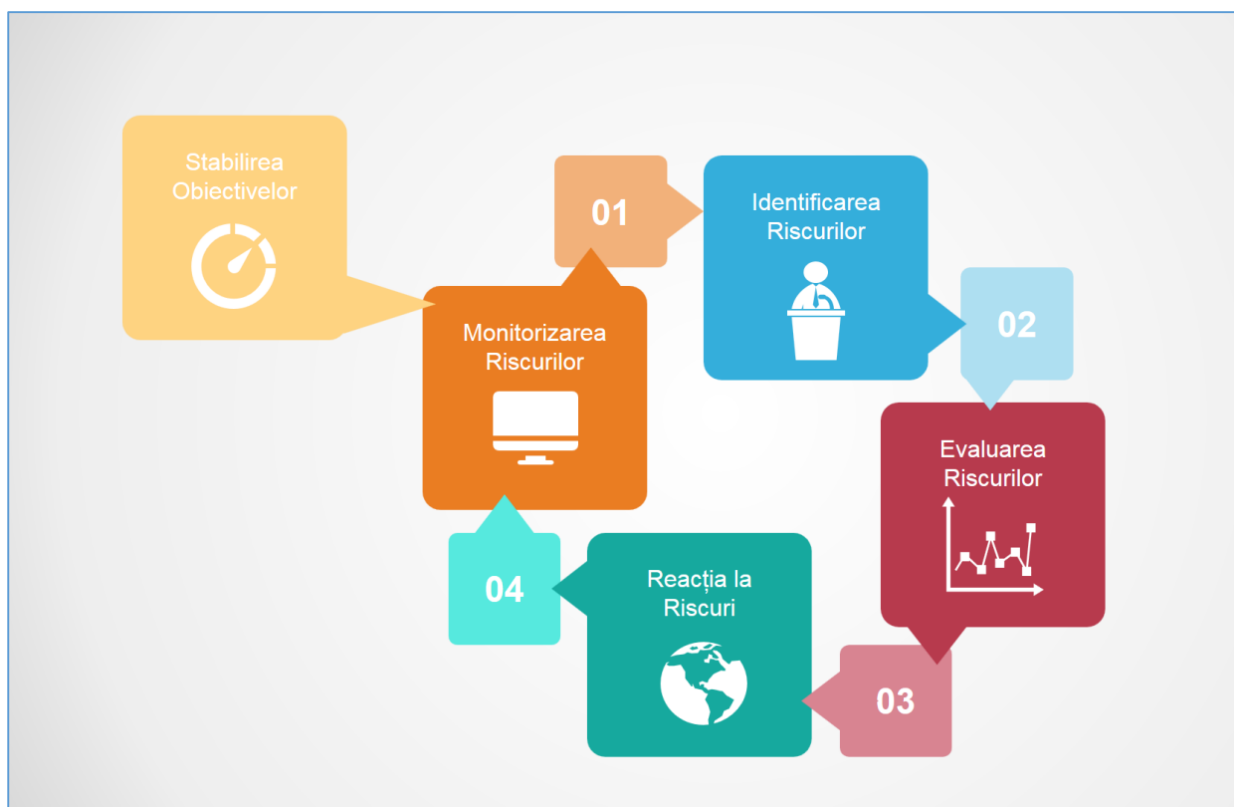 Stabilirea
Obiectivelor
01
Identificarea
Riscurilor
02
Monitorizarea
Riscurilor
Evaluarea
Riscurilor
04
Reacția la
Riscuri
03